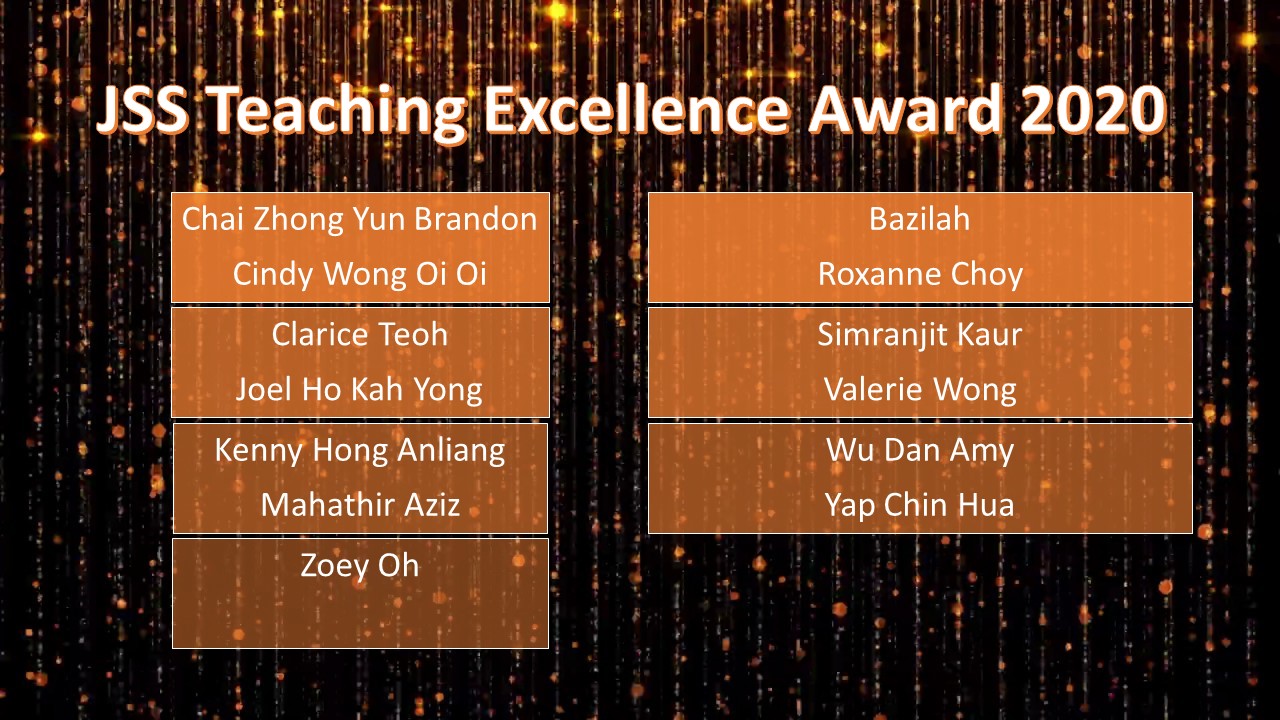 JSS Teaching Excellence Award 2020
Chai Zhong Yun Brandon
Cindy Wong Oi Oi
Clarice Teoh
Joel Ho Kah Yong
Kenny Hong Anliang
Mahathir Aziz
Zoey Oh
Bazilah
Roxanne Choy
Simranjit Kaur
Valerie Wong
Wu Dan Amy
Yap Chin Hua